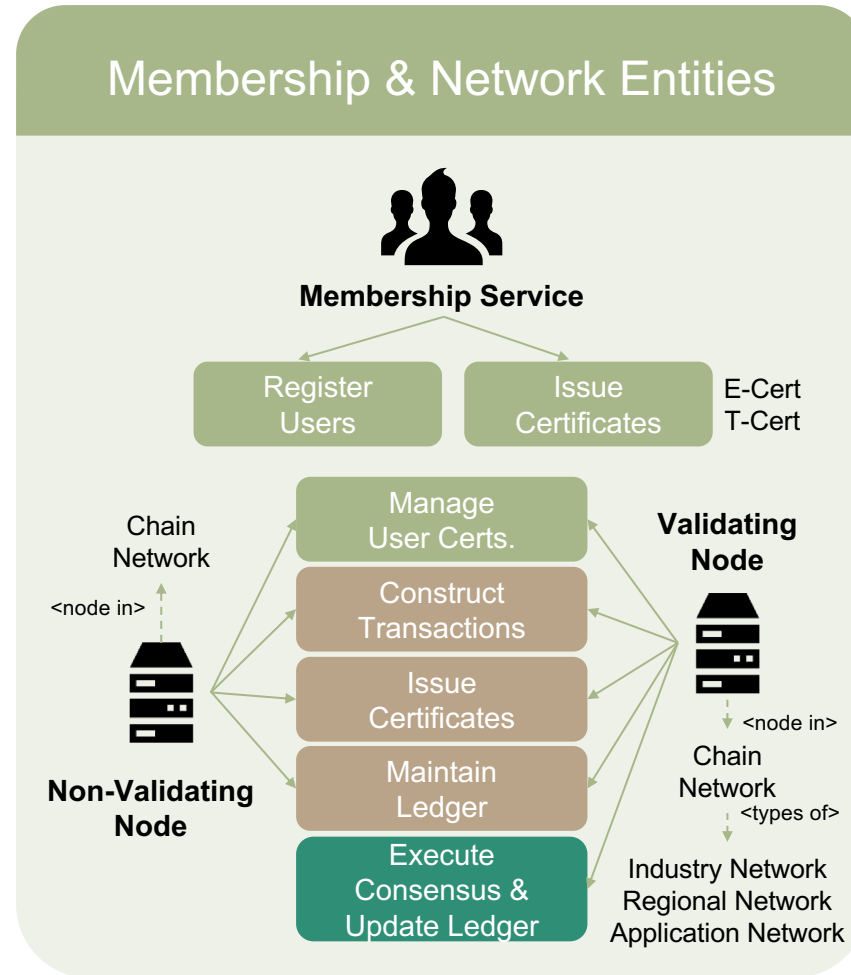 Membership & Network Entities
Membership Service
Register
Users
Issue
Certificates
E-Cert
T-Cert
Manage
User Certs.
Construct
Transactions
Issue
Certificates
Maintain
Ledger
Execute
Consensus &
Update Ledger
Chain
Network
<node in>
Non-Validating
Node
Validating
Node
<node in>
Chain
Network
<types of>
Industry Network
Regional Network
Application Network